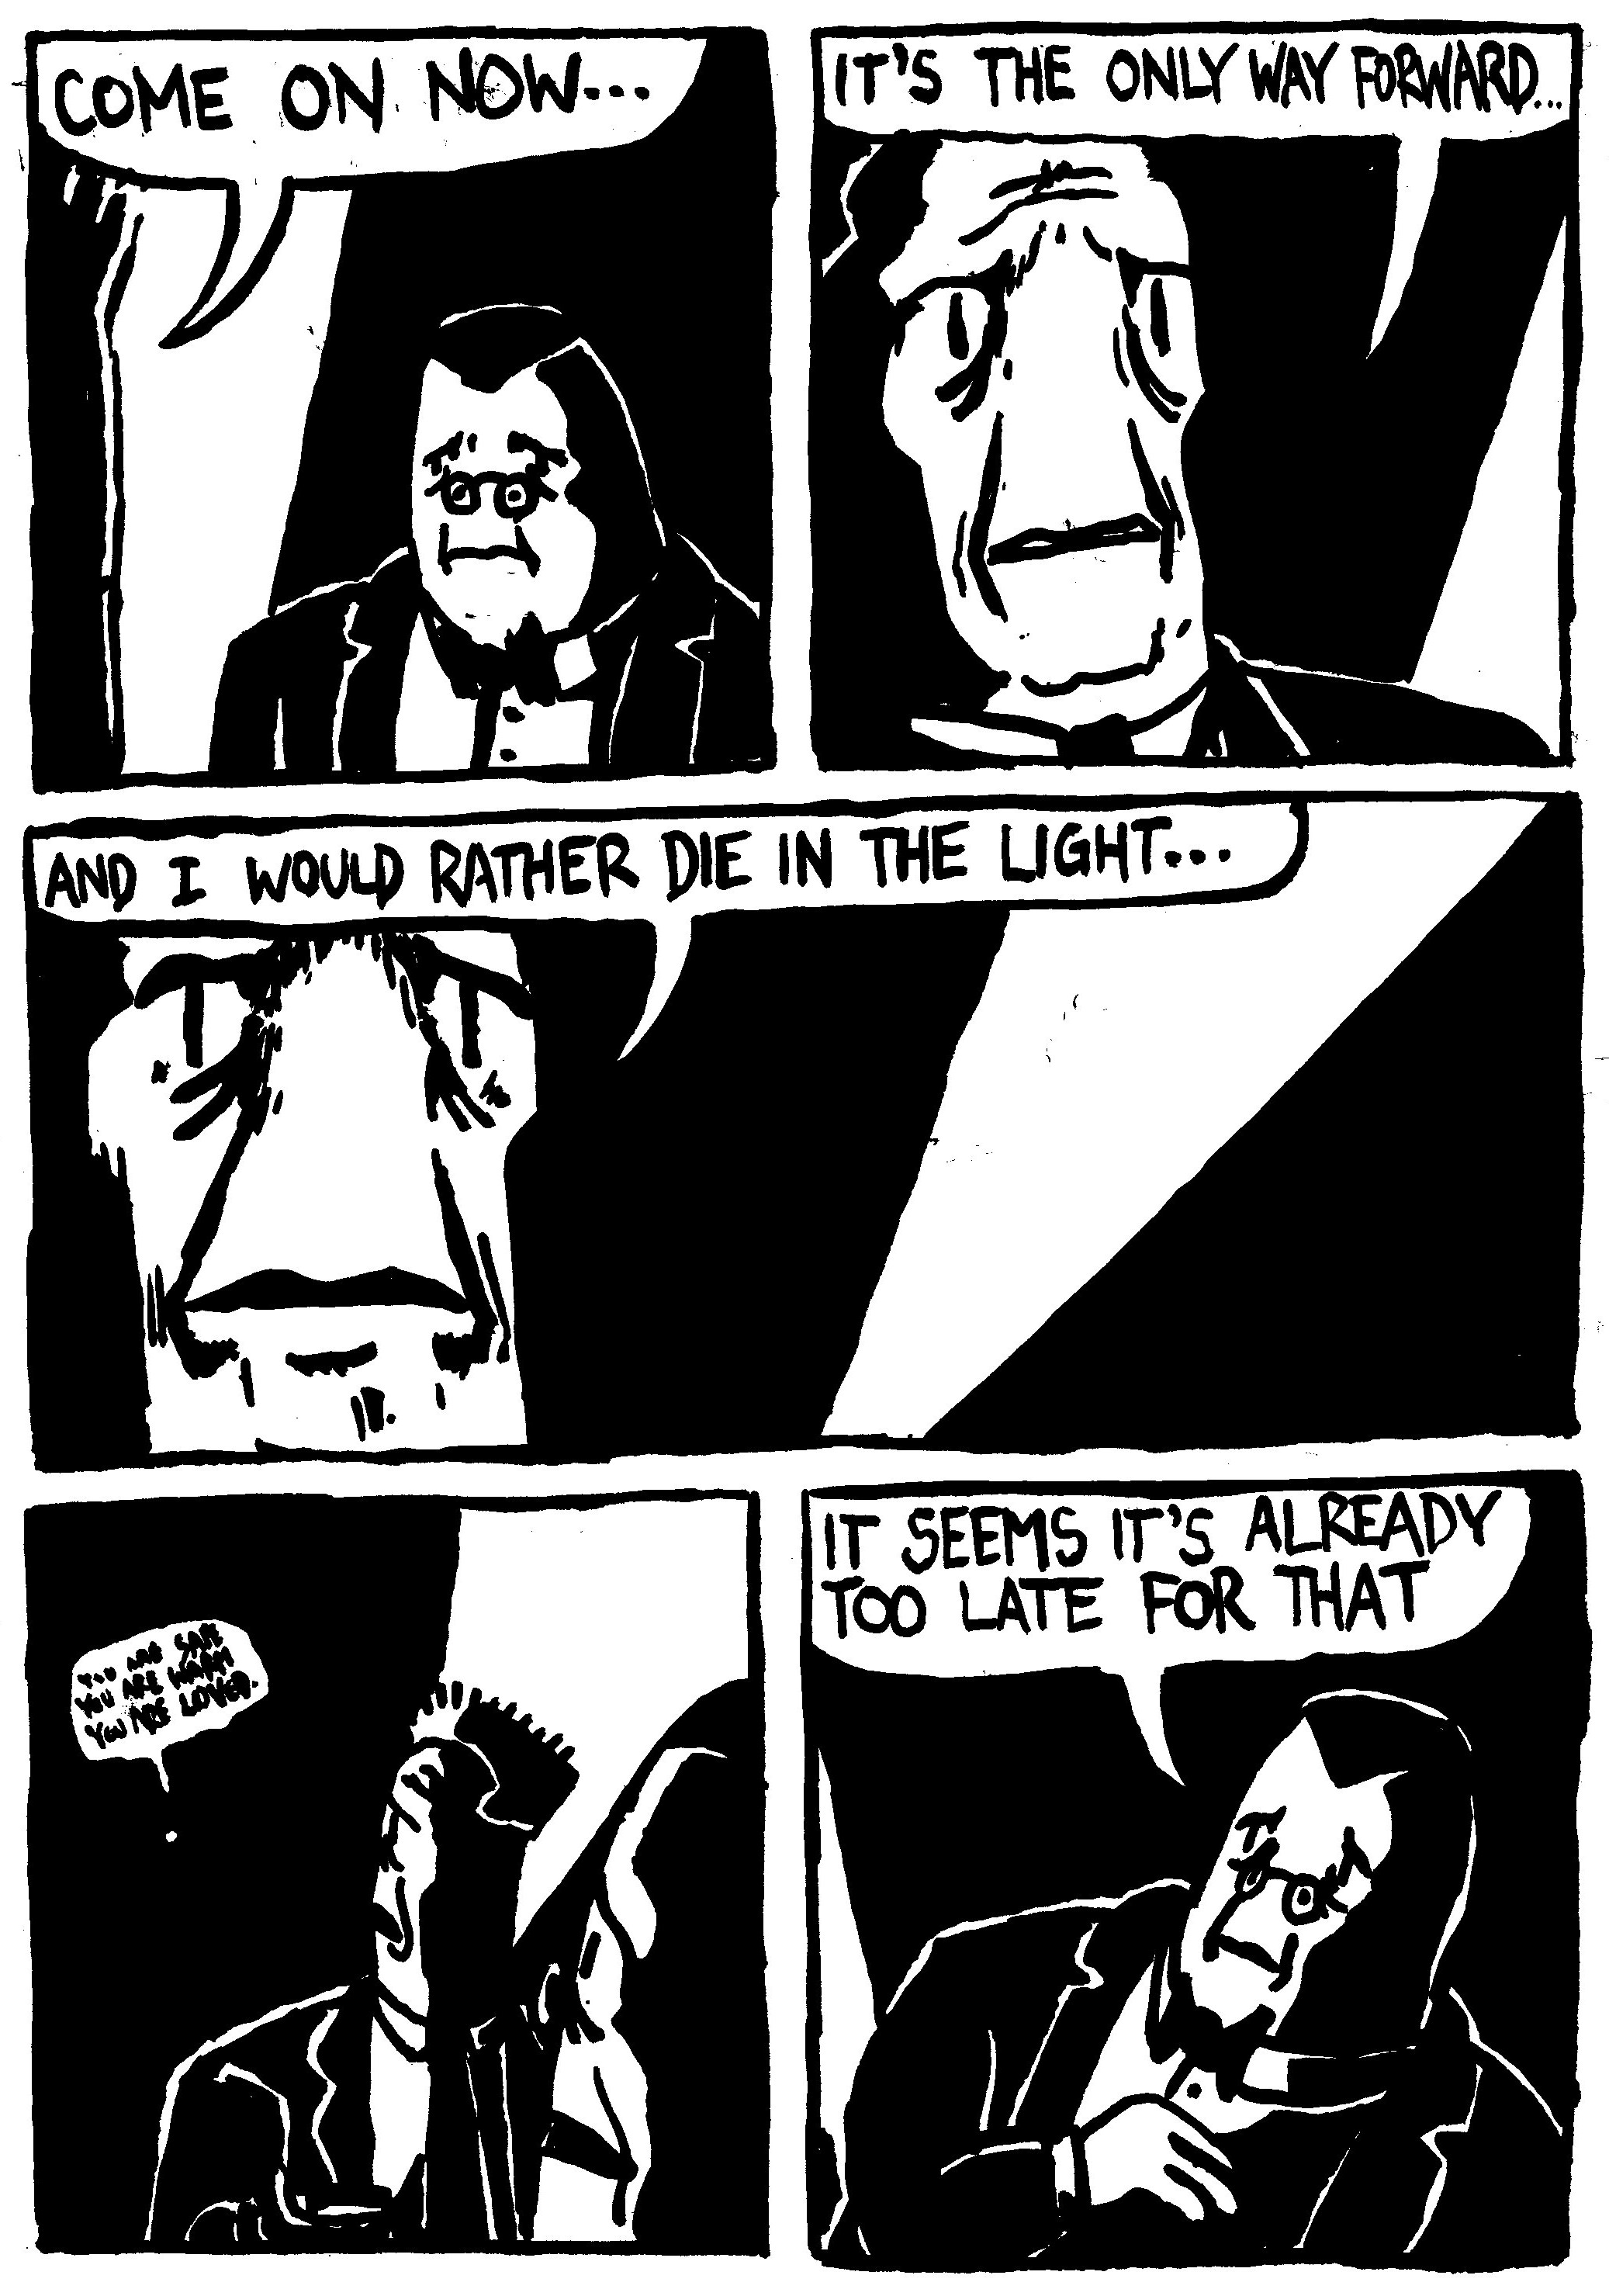 COME ON NOW...
IT'S THE ONLY WAY FORWARD...
AND I WOULD RATHER DIE IN THE LIGHT...
YOU ARE SAFE
YOU ARE WARM
YOU ARE LOVED.
IT SEEMS IT'S ALREADY
TOO LATE FOR THAT